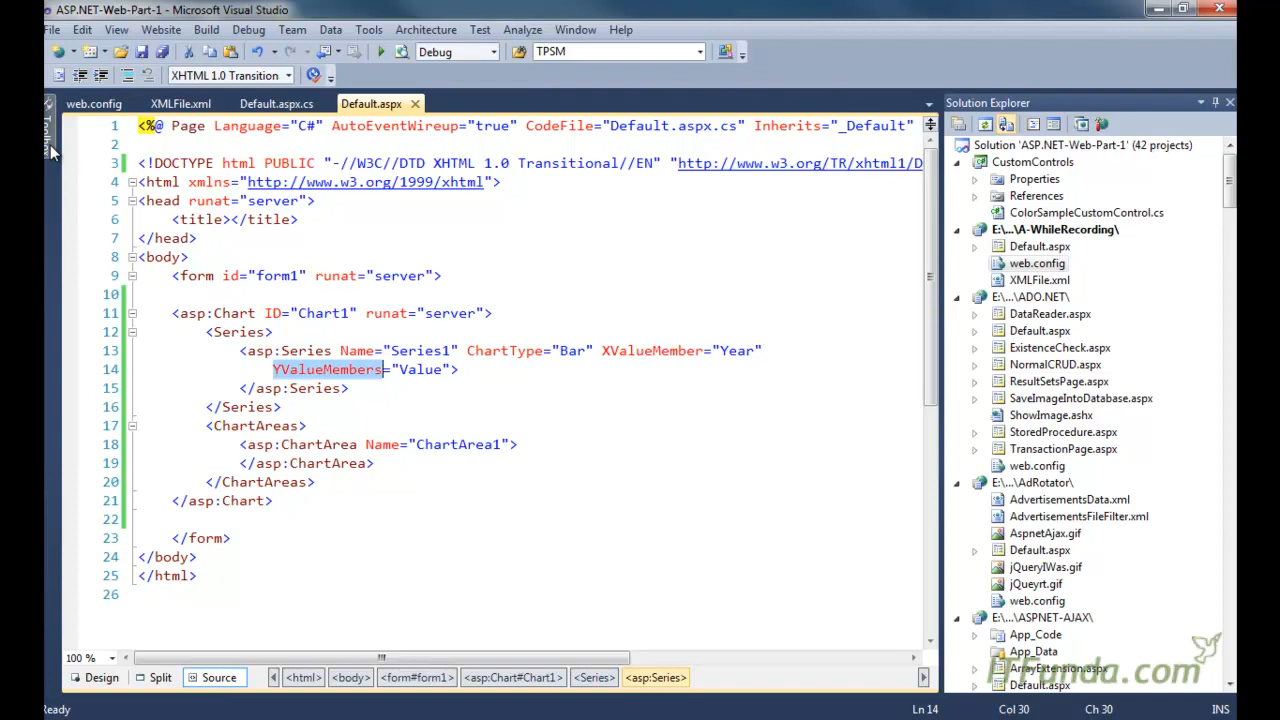 ASP.NET-Web-Part-1 - Microsoft Visual Studio
File Edit View Website Build Debug Team Data Tools Architecture Test Analyze Window Help
Debug TPSM
XHTML 1.0 Transition
web.config XMLFile.xml Default.aspx.cs Default.aspx
Toolbox
1 <%@ Page Language="C#" AutoEventWireup="true" CodeFile="Default.aspx.cs" Inherits="_Default"
2
3 <!DOCTYPE html PUBLIC "-//W3C//DTD XHTML 1.0 Transitional//EN" "http://www.w3.org/TR/xhtml1/D
4 <html xmlns="http://www.w3.org/1999/xhtml">
5 <head runat="server">
6 <title></title>
7 </head>
8 <body>
9 <form id="form1" runat="server">
10
11 <asp:Chart ID="Chart1" runat="server">
12 <Series>
13 <asp:Series Name="Series1" ChartType="Bar" XValueMember="Year"
14 YValueMembers="Value">
15 </asp:Series>
16 </Series>
17 <ChartAreas>
18 <asp:ChartArea Name="ChartArea1">
19 </asp:ChartArea>
20 </ChartAreas>
21 </asp:Chart>
22
23 </form>
24 </body>
25 </html>
26
100 %
Design Split Source <html> <body> <form#form1> <asp:Chart#Chart1> <Series> <asp:Series>
Solution Explorer
Solution 'ASP.NET-Web-Part-1' (42 projects)
CustomControls
Properties
References
ColorSampleCustomControl.cs
E:\...\A-WhileRecording\
Default.aspx
web.config
XMLFile.xml
E:\...\ADO.NET\
DataReader.aspx
Default.aspx
ExistenceCheck.aspx
NormalCRUD.aspx
ResultSetsPage.aspx
SaveImageIntoDatabase.aspx
ShowImage.ashx
StoredProcedure.aspx
TransactionPage.aspx
web.config
E:\...\AdRotator\
AdvertisementsData.xml
AdvertisementsFileFilter.xml
AspnetAjax.gif
Default.aspx
jQueryIWas.gif
jQueyrt.gif
web.config
E:\...\ASPNET-AJAX\
App_Code
App_Data
ArrayExtension.aspx
Default.aspx
ITFunda.com
Ready Ln 14 Col 30 Ch 30 INS